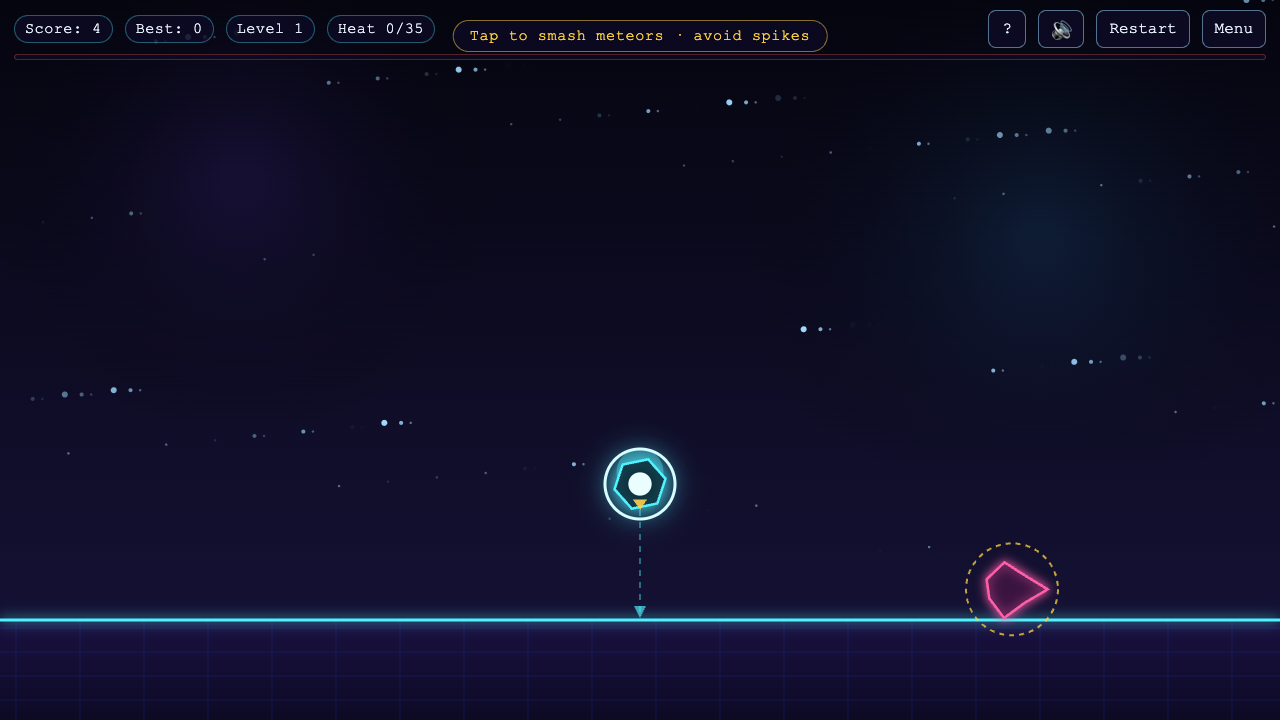 Score: 4
Best: 0
Level 1
Heat 0/35
Tap to smash meteors · avoid spikes
?
Restart
Menu